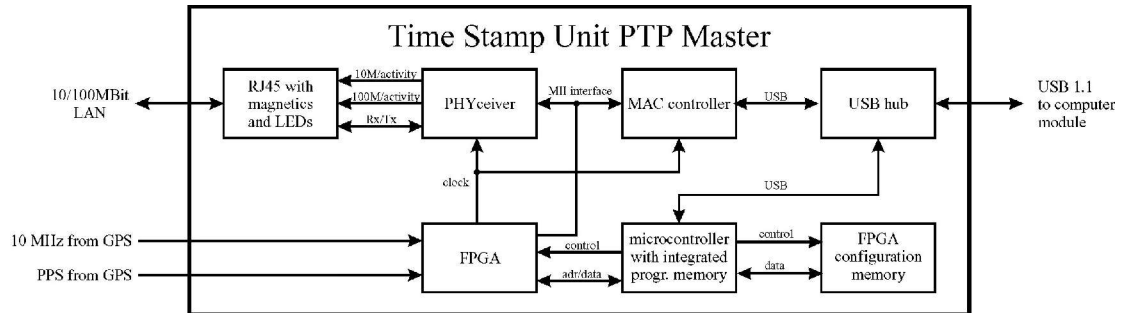 Time Stamp Unit PTP Master
10/100MBit
LAN
RJ45 with
magnetics
and LEDs
10M/activity
100M/activity
Rx/Tx
PHYceiver
MII interface
MAC controller
USB
USB hub
USB 1.1
to computer
module
clock
USB
10 MHz from GPS
PPS from GPS
FPGA
control
adr/data
microcontroller
with integrated
progr. memory
control
data
FPGA
configuration
memory